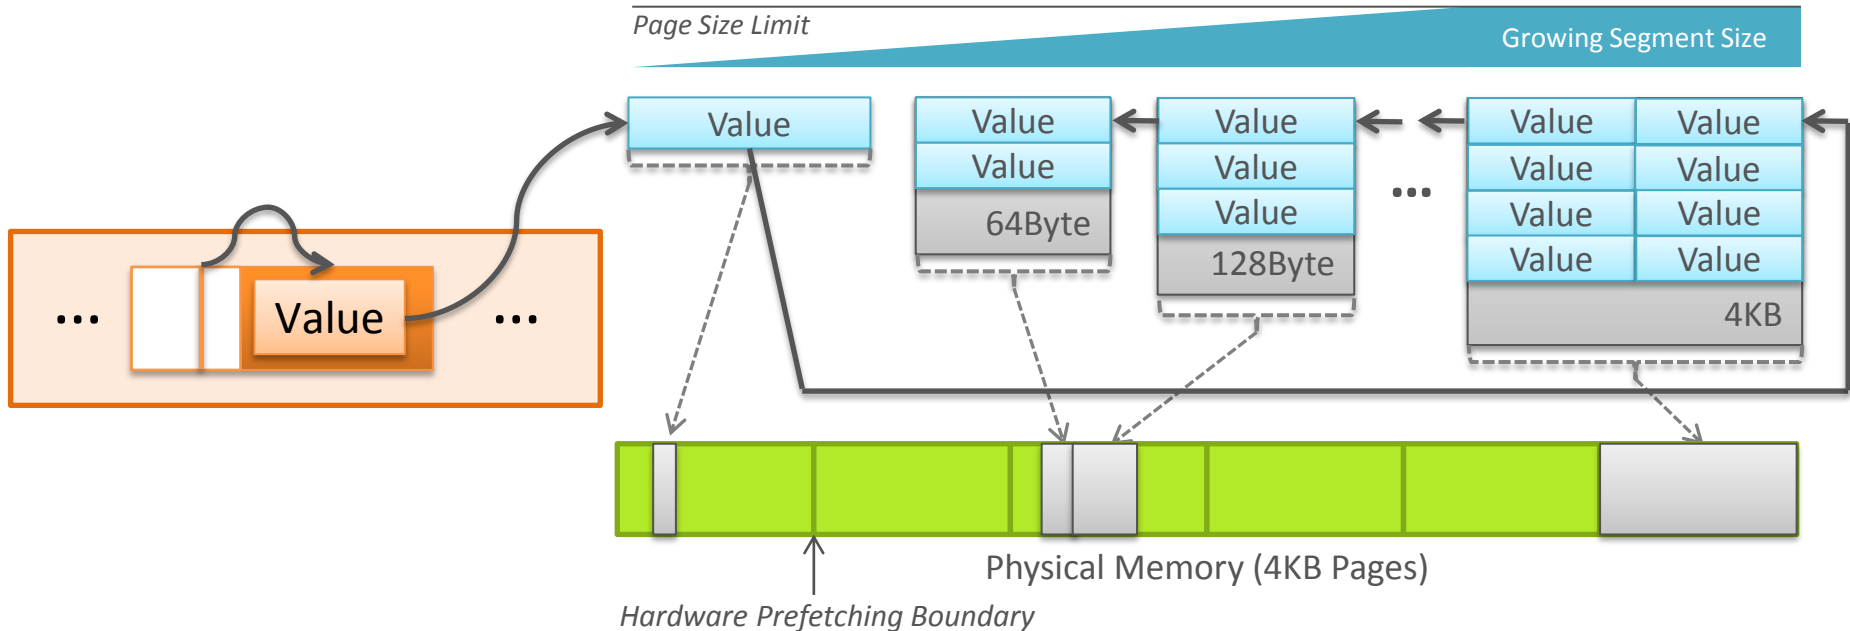 Page Size Limit
Growing Segment Size
Value Value Value Value Value
Value Value Value Value
64Byte Value ... Value Value
128Byte Value Value
... Value ... 4KB
Physical Memory (4KB Pages)
Hardware Prefetching Boundary